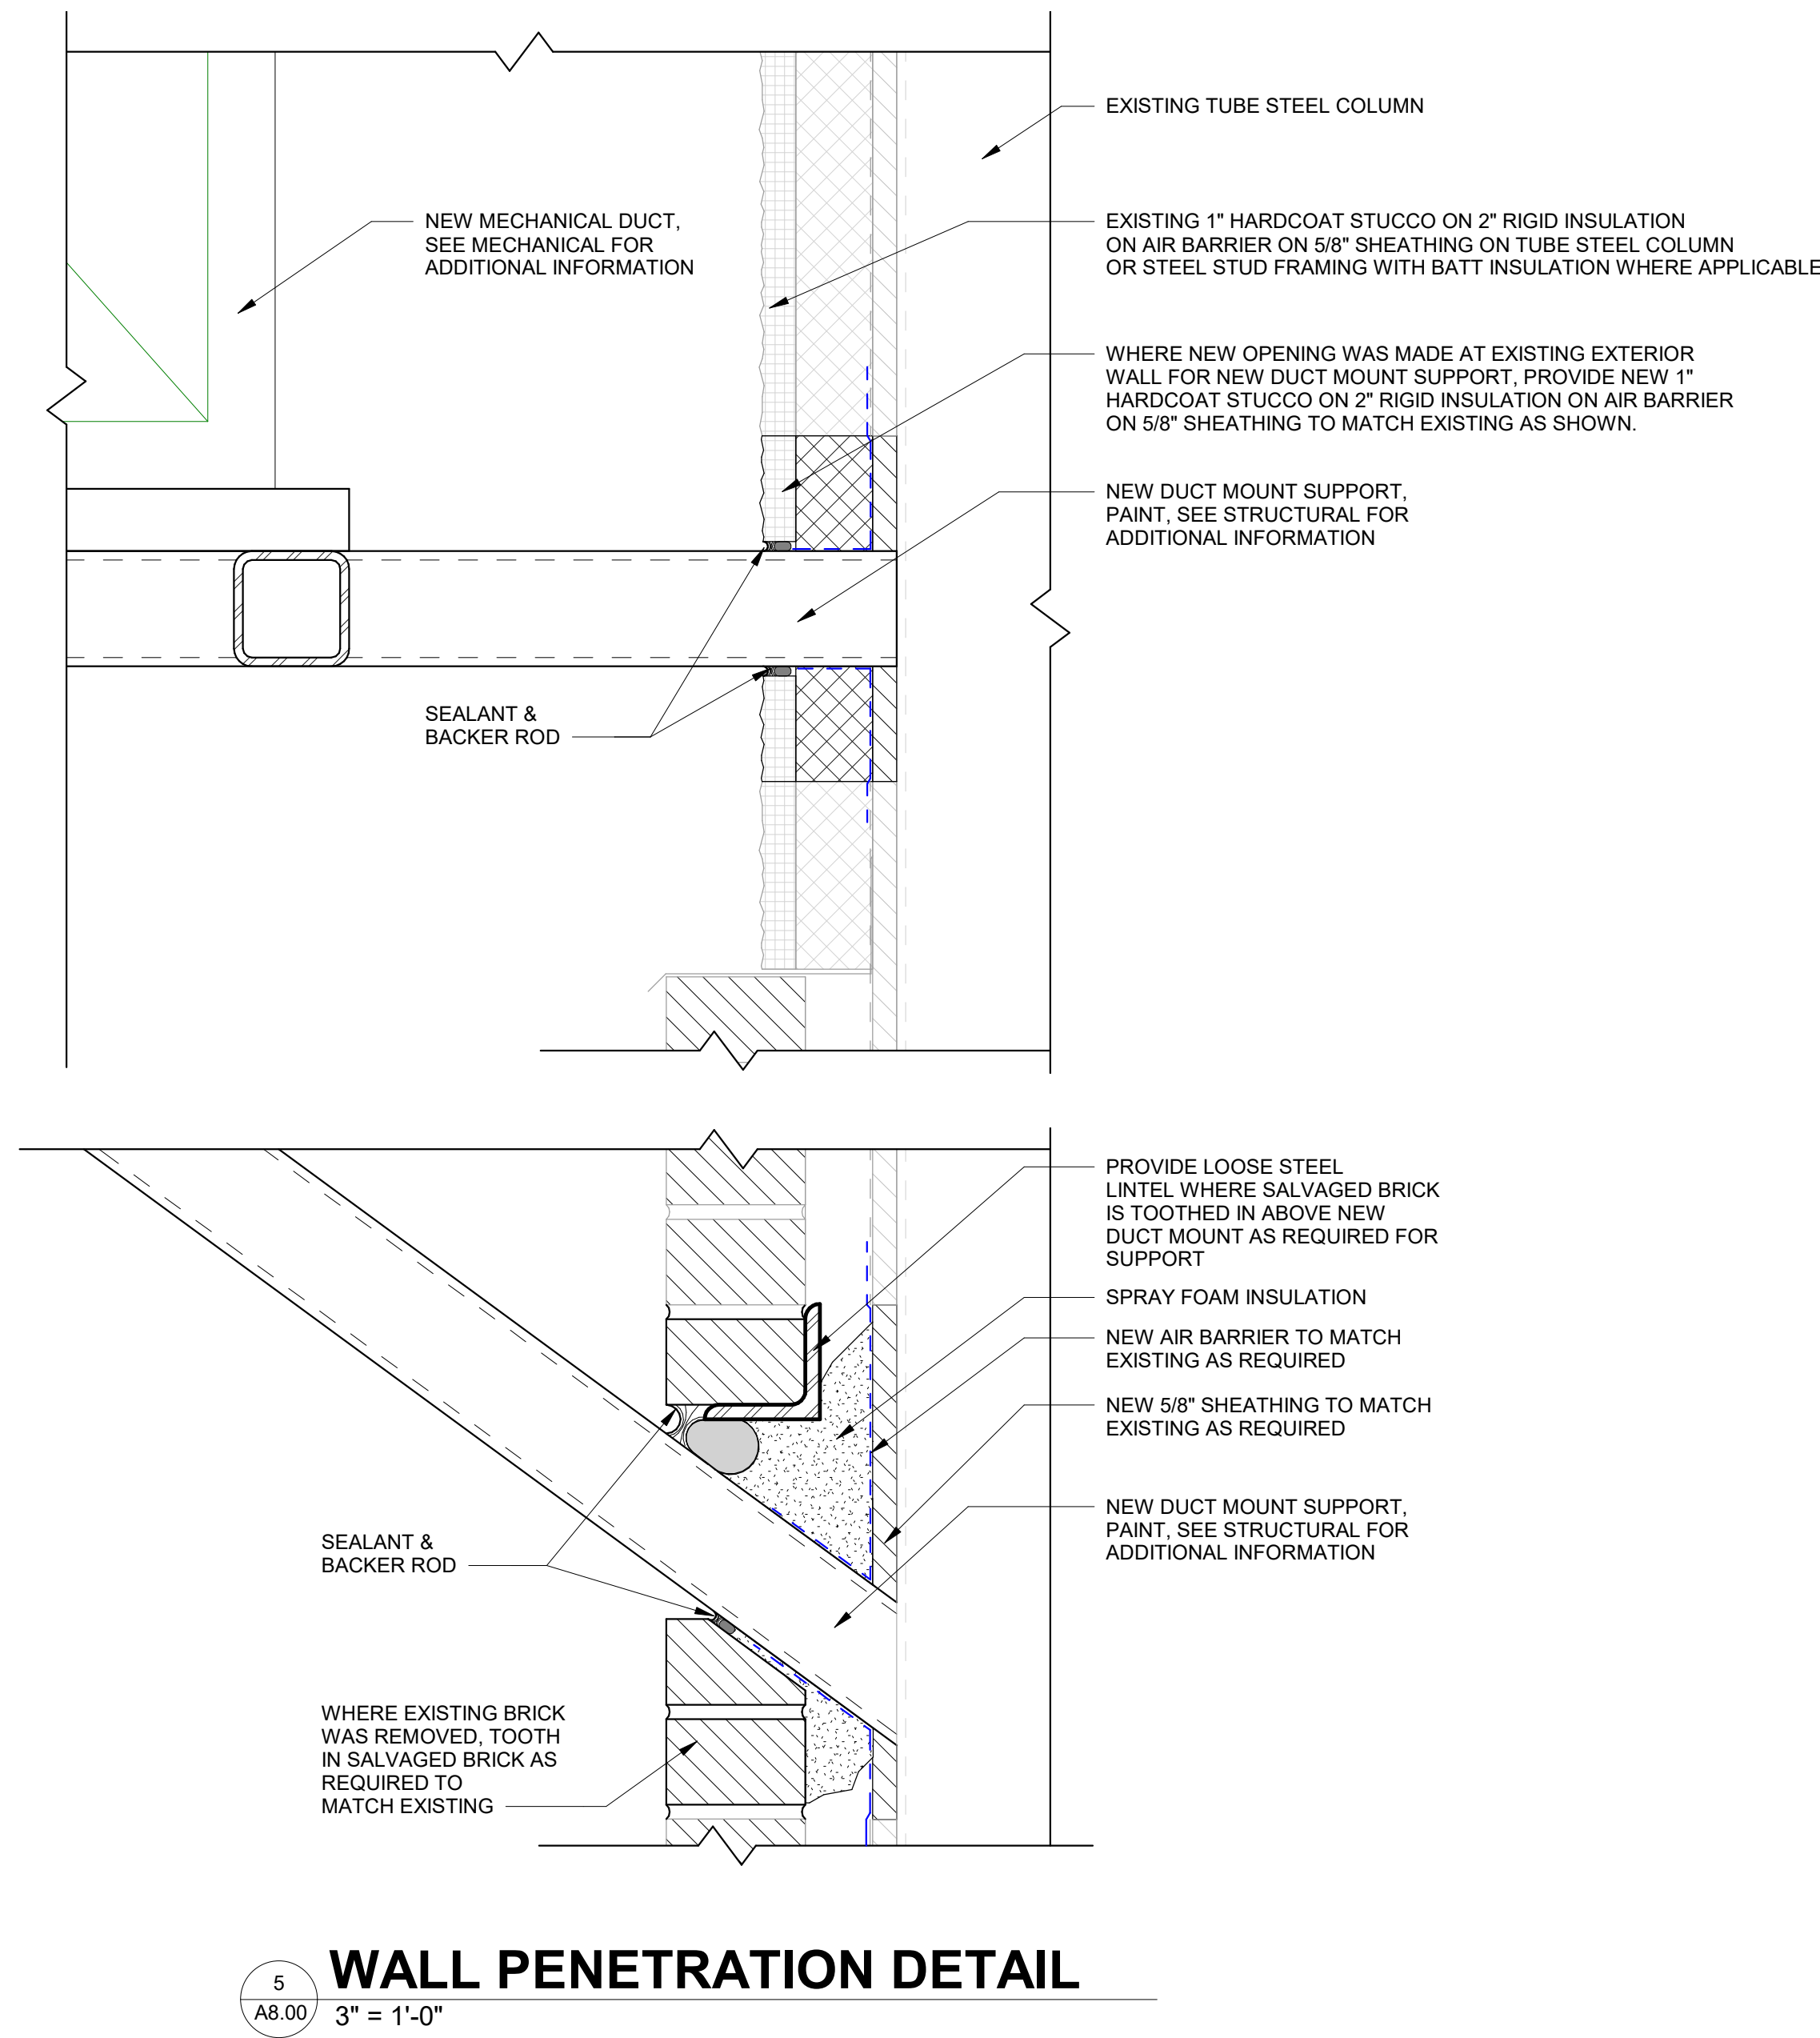 EXISTING TUBE STEEL COLUMN
NEW MECHANICAL DUCT,
SEE MECHANICAL FOR
ADDITIONAL INFORMATION
EXISTING 1" HARDCOAT STUCCO ON 2" RIGID INSULATION
ON AIR BARRIER ON 5/8" SHEATHING ON TUBE STEEL COLUMN
OR STEEL STUD FRAMING WITH BATT INSULATION WHERE APPLICABLE
WHERE NEW OPENING WAS MADE AT EXISTING EXTERIOR
WALL FOR NEW DUCT MOUNT SUPPORT, PROVIDE NEW 1"
HARDCOAT STUCCO ON 2" RIGID INSULATION ON AIR BARRIER
ON 5/8" SHEATHING TO MATCH EXISTING AS SHOWN.
NEW DUCT MOUNT SUPPORT,
PAINT, SEE STRUCTURAL FOR
ADDITIONAL INFORMATION
SEALANT &
BACKER ROD
PROVIDE LOOSE STEEL
LINTEL WHERE SALVAGED BRICK
IS TOOTHED IN ABOVE NEW
DUCT MOUNT AS REQUIRED FOR
SUPPORT
SPRAY FOAM INSULATION
NEW AIR BARRIER TO MATCH
EXISTING AS REQUIRED
NEW 5/8" SHEATHING TO MATCH
EXISTING AS REQUIRED
NEW DUCT MOUNT SUPPORT,
PAINT, SEE STRUCTURAL FOR
ADDITIONAL INFORMATION
SEALANT &
BACKER ROD
WHERE EXISTING BRICK
WAS REMOVED, TOOTH
IN SALVAGED BRICK AS
REQUIRED TO
MATCH EXISTING
5
A8.00
WALL PENETRATION DETAIL
3" = 1'-0"